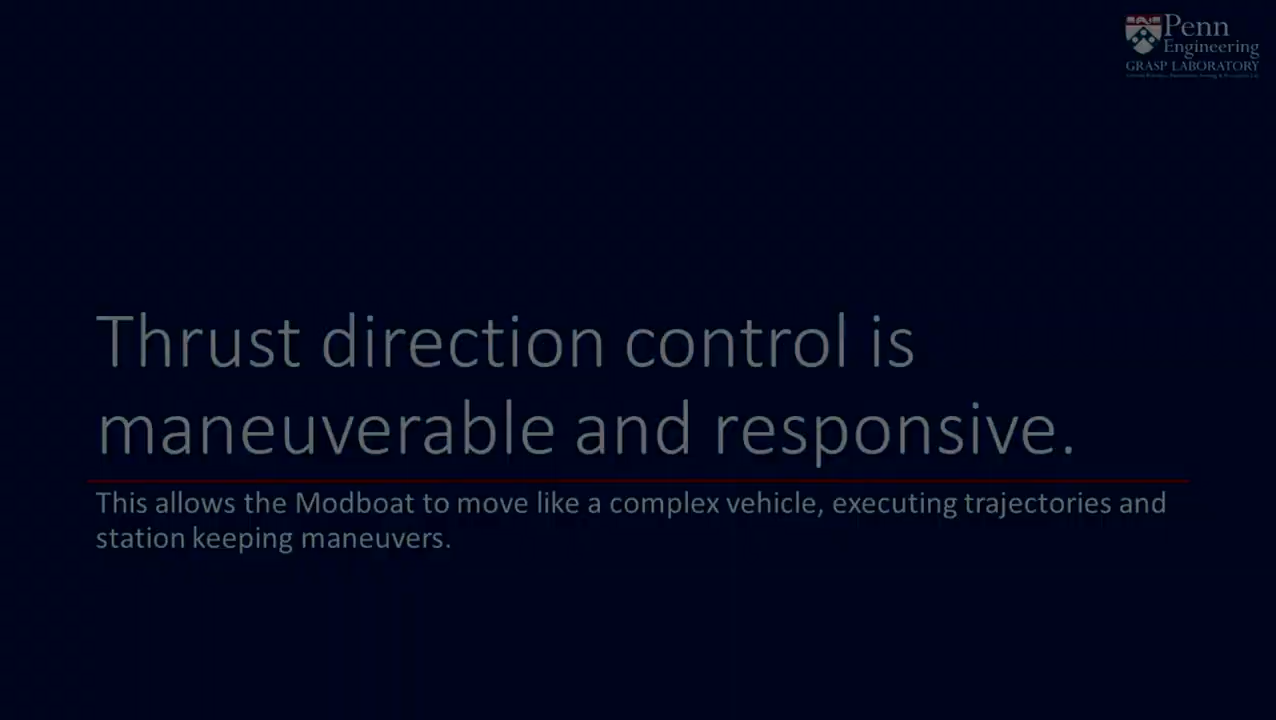 Penn
Engineering
GRASP LABORATORY
Thrust direction control is
maneuverable and responsive.
This allows the Modboat to move like a complex vehicle, executing trajectories and
station keeping maneuvers.